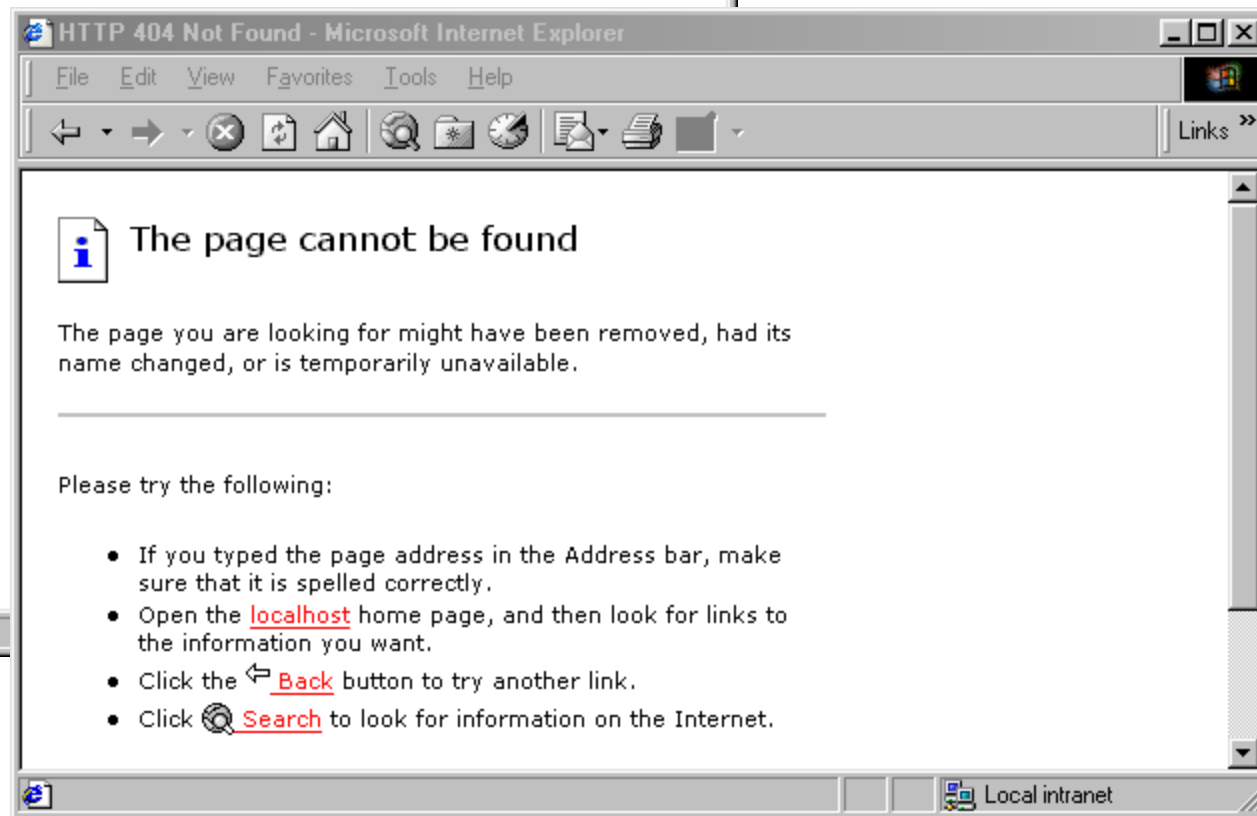 HTTP 404 Not Found - Microsoft Internet Explorer
File Edit View Favorites Tools Help
Links »
The page cannot be found
The page you are looking for might have been removed, had its
name changed, or is temporarily unavailable.
Please try the following:
• If you typed the page address in the Address bar, make
sure that it is spelled correctly.
• Open the localhost home page, and then look for links to
the information you want.
• Click the Back button to try another link.
• Click Search to look for information on the Internet.
Local intranet